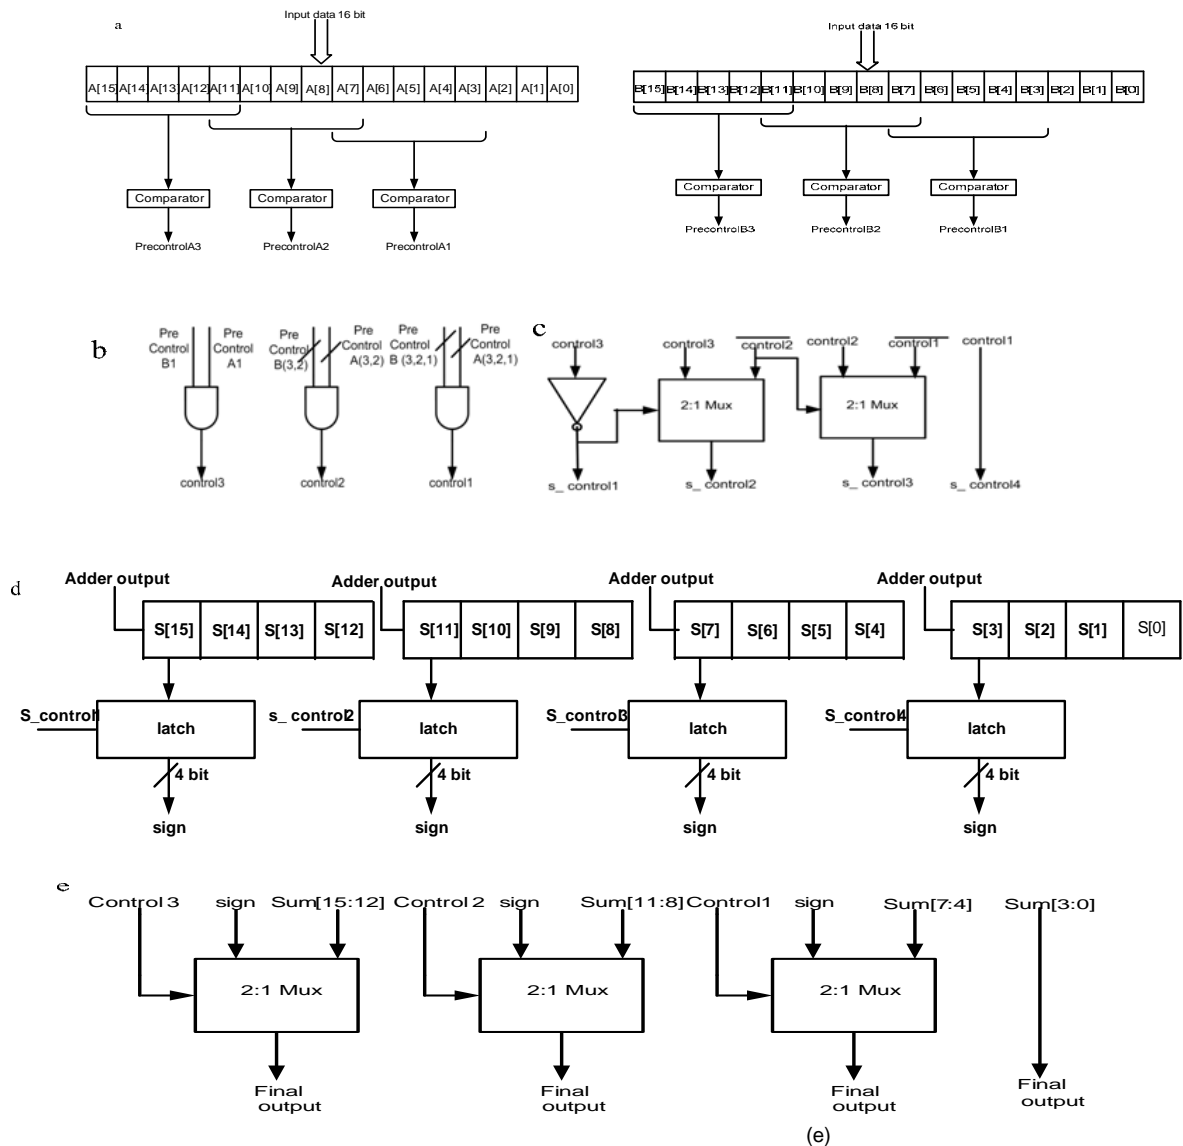 a
Input data 16 bit
A[15] A[14] A[13] A[12] A[11] A[10] A[9] A[8] A[7] A[6] A[5] A[4] A[3] A[2] A[1] A[0]
Comparator Comparator Comparator
PrecontrolA3 PrecontrolA2 PrecontrolA1
Input data 16 bit
B[15] B[14] B[13] B[12] B[11] B[10] B[9] B[8] B[7] B[6] B[5] B[4] B[3] B[2] B[1] B[0]
Comparator Comparator Comparator
PrecontrolB3 PrecontrolB2 PrecontrolB1
b
Pre
Control
B1
Pre
Control
A1
control3
Pre
Control
B(3,2)
Pre
Control
A(3,2)
control2
Pre
Control
B (3,2,1)
Pre
Control
A(3,2,1)
control1
c
control3 control3 control2 control2 control1 control1
2:1 Mux 2:1 Mux
s_ control1 s_ control2 s_ control3 s_ control4
d
Adder output Adder output Adder output Adder output
S[15] S[14] S[13] S[12] S[11] S[10] S[9] S[8] S[7] S[6] S[5] S[4] S[3] S[2] S[1] S[0]
S_control1 s_ control2 S_control3 S_control4
latch latch latch latch
4 bit 4 bit 4 bit 4 bit
sign sign sign sign
e
Control 3 sign Sum[15:12] Control 2 sign Sum[11:8] Control1 sign Sum[7:4] Sum[3:0]
2:1 Mux 2:1 Mux 2:1 Mux
Final
output
Final
output
Final
output
Final
output
(e)